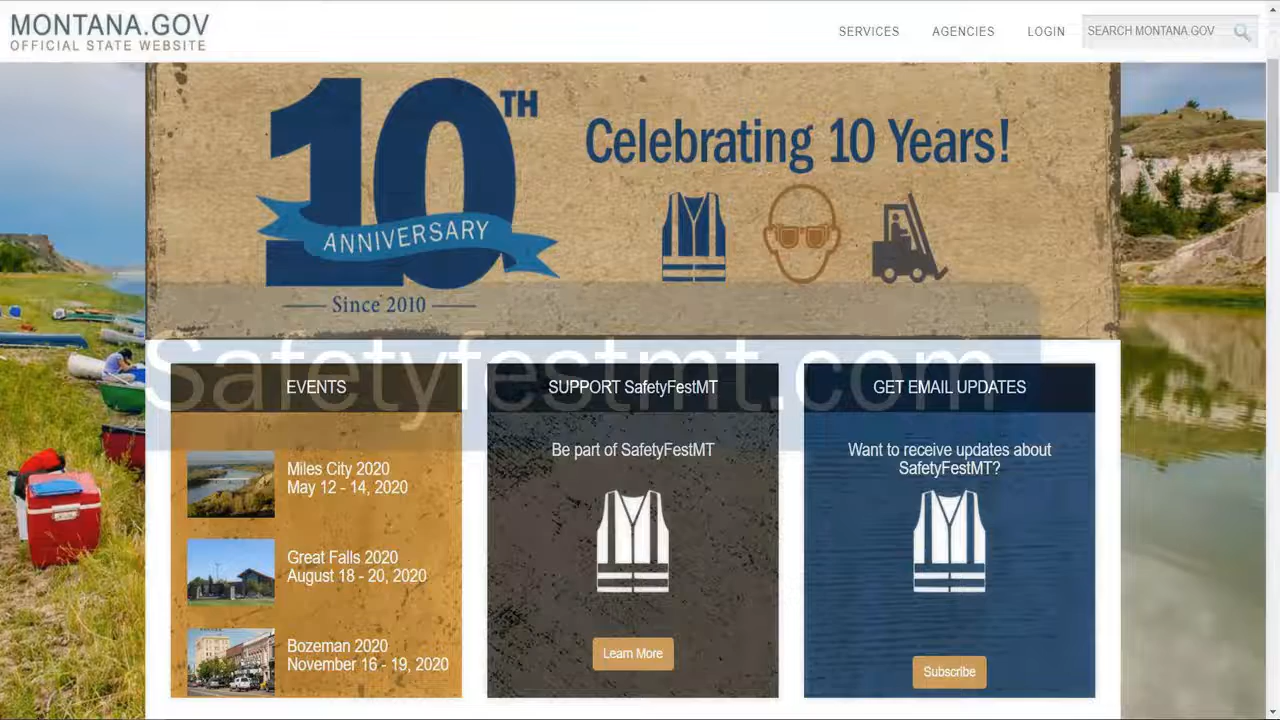 MONTANA.GOV
OFFICIAL STATE WEBSITE
SERVICES
AGENCIES
LOGIN
SEARCH MONTANA.GOV
10TH
ANNIVERSARY
Since 2010
Celebrating 10 Years!
Safetyfestmt.com
EVENTS
Miles City 2020
May 12 - 14, 2020
Great Falls 2020
August 18 - 20, 2020
Bozeman 2020
November 16 - 19, 2020
SUPPORT SafetyFestMT
Be part of SafetyFestMT
Learn More
GET EMAIL UPDATES
Want to receive updates about
SafetyFestMT?
Subscribe